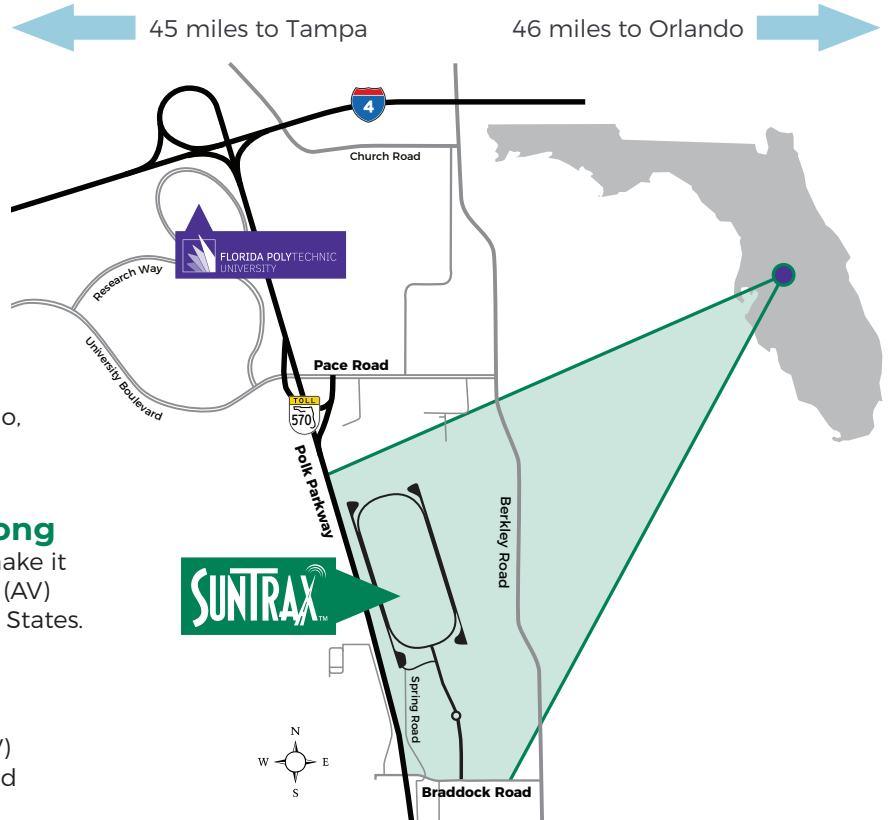 45 miles to Tampa
46 miles to Orlando
4
Church Road
FLORIDA POLYTECHNIC
UNIVERSITY
Research Way
University Boulevard
Pace Road
TOLL
570
Polk Parkway
o,
ong
ake it
(AV)
States.
Berkley Road
SUNTRAX™
Spring Road
N
W E
S
V)
d
Braddock Road